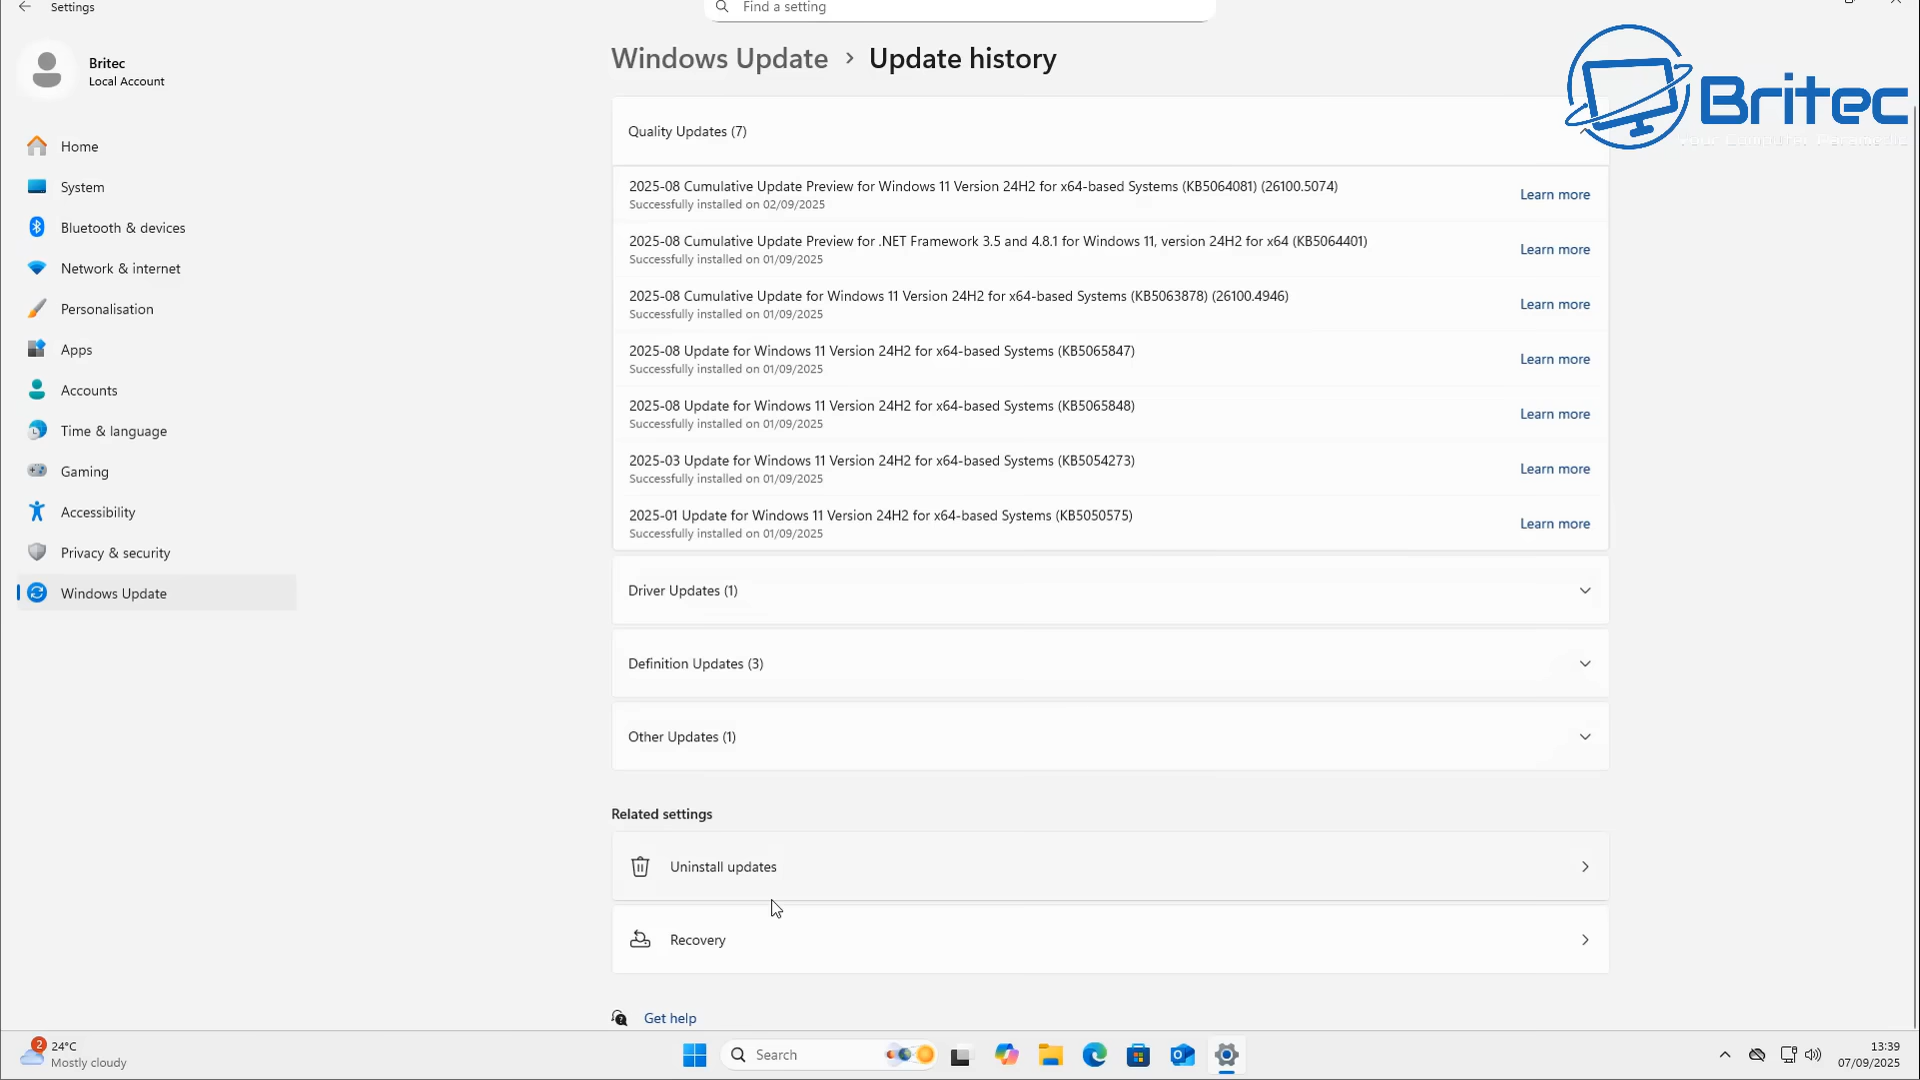 Settings
Find a setting
Britec
Local Account
Home
System
Bluetooth & devices
Network & internet
Personalisation
Apps
Accounts
Time & language
Gaming
Accessibility
Privacy & security
Windows Update
Windows Update > Update history
Britec
Your Computer Paramedic
Quality Updates (7)
2025-08 Cumulative Update Preview for Windows 11 Version 24H2 for x64-based Systems (KB5064081) (26100.5074)
Successfully installed on 02/09/2025
Learn more
2025-08 Cumulative Update Preview for .NET Framework 3.5 and 4.8.1 for Windows 11, version 24H2 for x64 (KB5064401)
Successfully installed on 01/09/2025
Learn more
2025-08 Cumulative Update for Windows 11 Version 24H2 for x64-based Systems (KB5063878) (26100.4946)
Successfully installed on 01/09/2025
Learn more
2025-08 Update for Windows 11 Version 24H2 for x64-based Systems (KB5065847)
Successfully installed on 01/09/2025
Learn more
2025-08 Update for Windows 11 Version 24H2 for x64-based Systems (KB5065848)
Successfully installed on 01/09/2025
Learn more
2025-03 Update for Windows 11 Version 24H2 for x64-based Systems (KB5054273)
Successfully installed on 01/09/2025
Learn more
2025-01 Update for Windows 11 Version 24H2 for x64-based Systems (KB5050575)
Successfully installed on 01/09/2025
Learn more
Driver Updates (1)
Definition Updates (3)
Other Updates (1)
Related settings
Uninstall updates
Recovery
Get help
2
24°C
Mostly cloudy
Search
13:39
07/09/2025